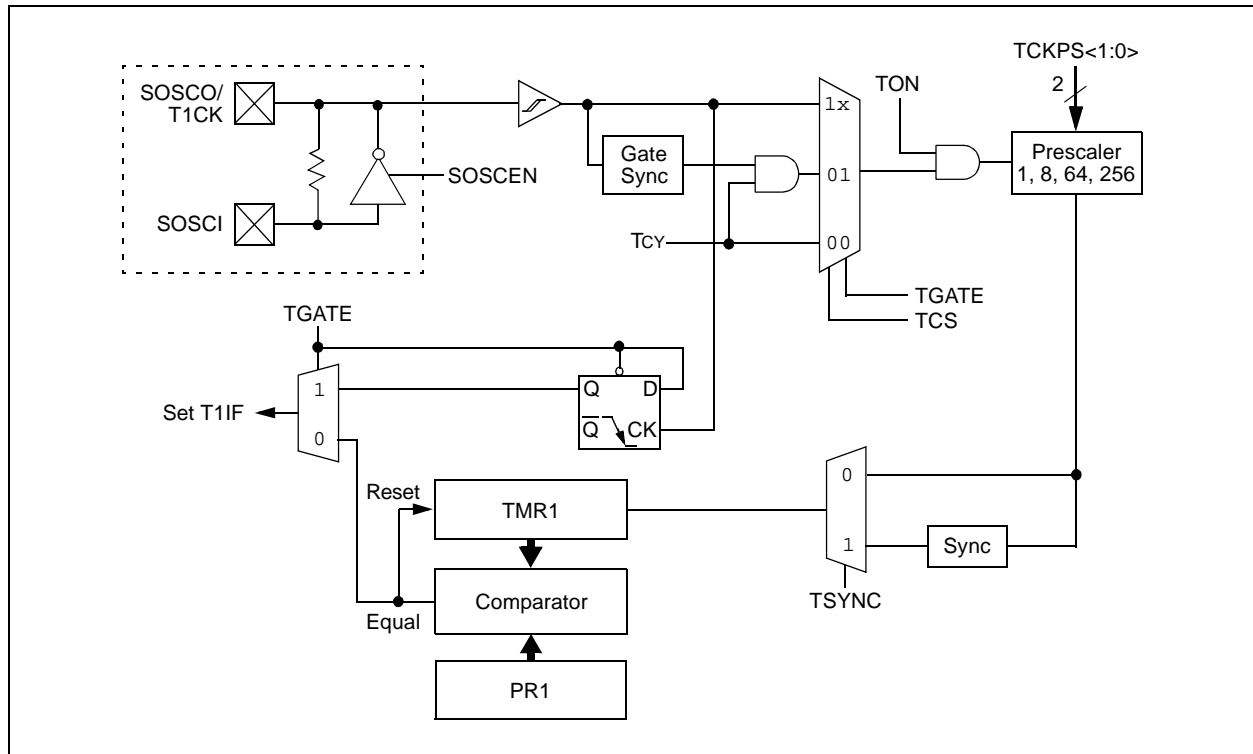 TCKPS<1:0>
2
TON
SOSCO/
T1CK
1x
Gate
Sync
Prescaler
1, 8, 64, 256
SOSCEN
01
SOSCI
TCY
00
TGATE
TCS
TGATE
1
Q
D
Set T1IF
Q
CK
0
Reset
TMR1
0
1
Sync
TSYNC
Comparator
Equal
PR1